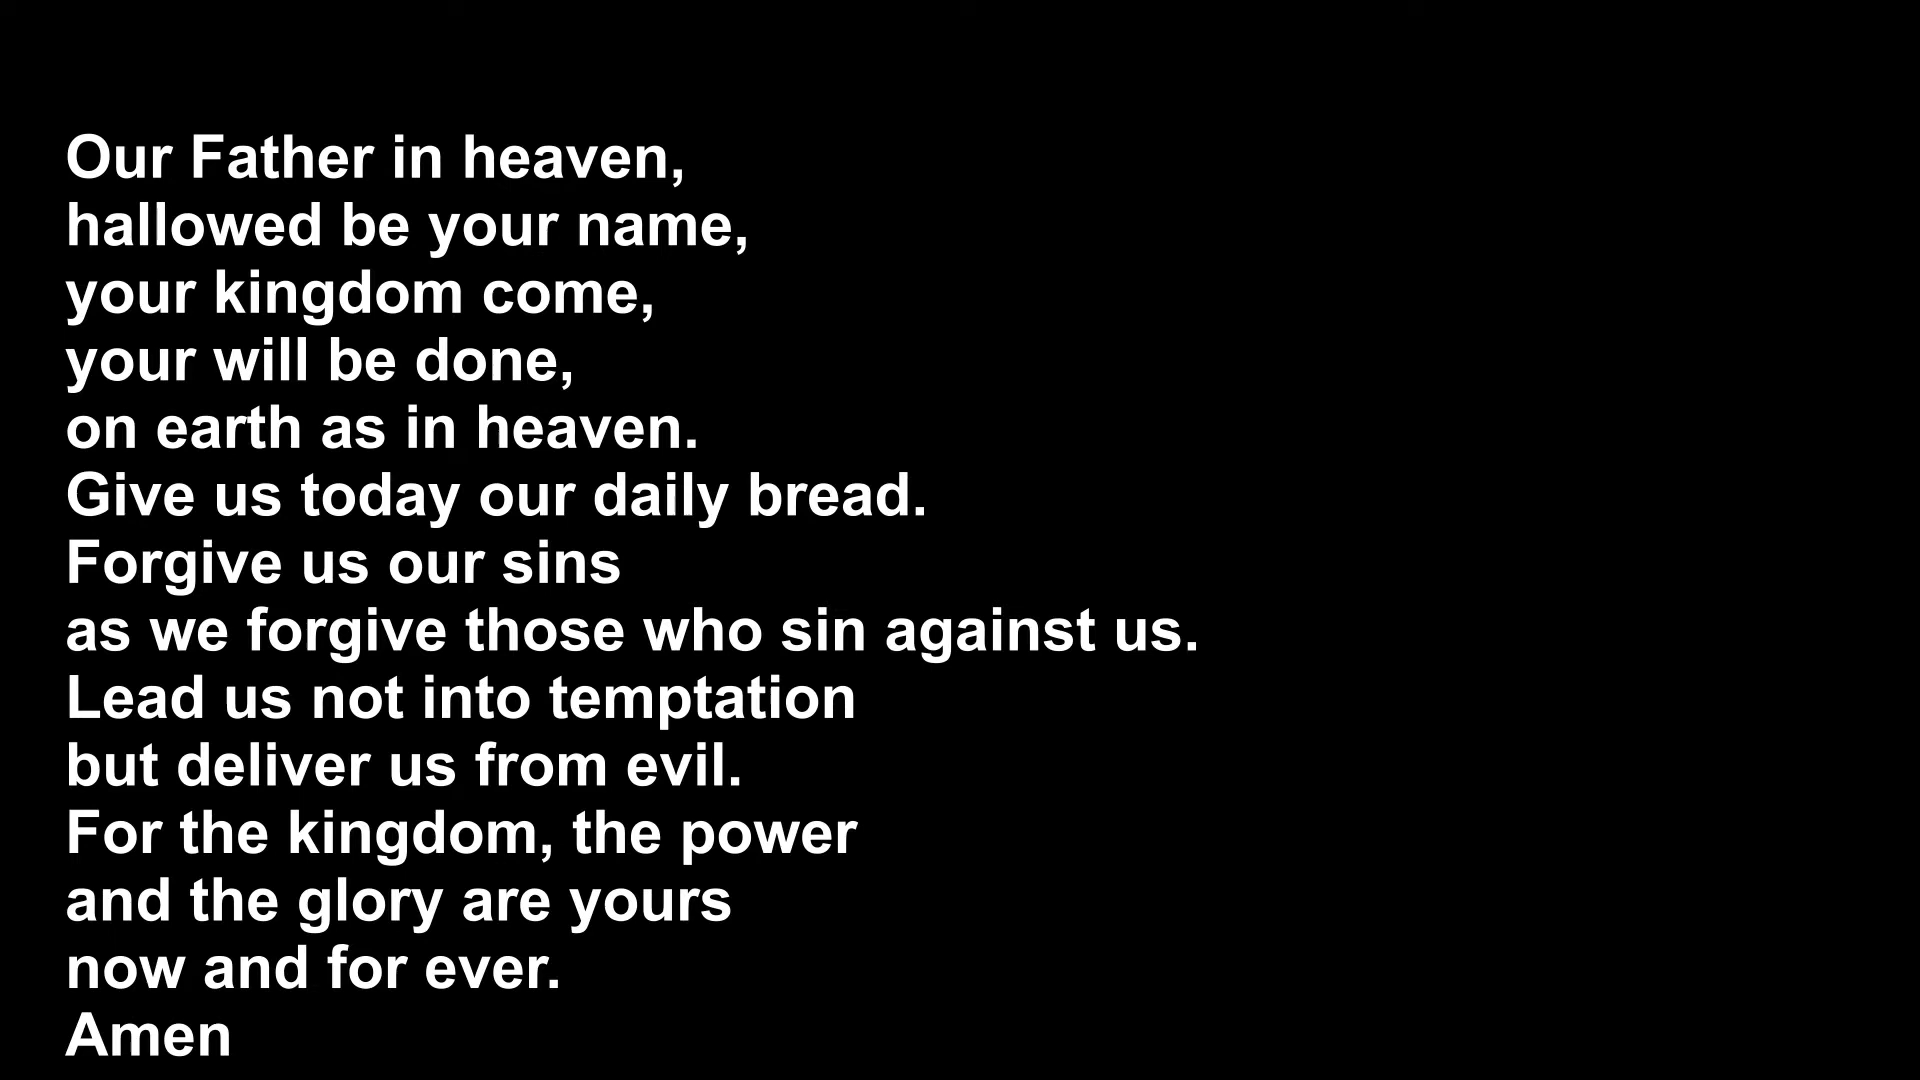 Our Father in heaven,
hallowed be your name,
your kingdom come,
your will be done,
on earth as in heaven.
Give us today our daily bread.
Forgive us our sins
as we forgive those who sin against us.
Lead us not into temptation
but deliver us from evil.
For the kingdom, the power
and the glory are yours
now and for ever.
Amen